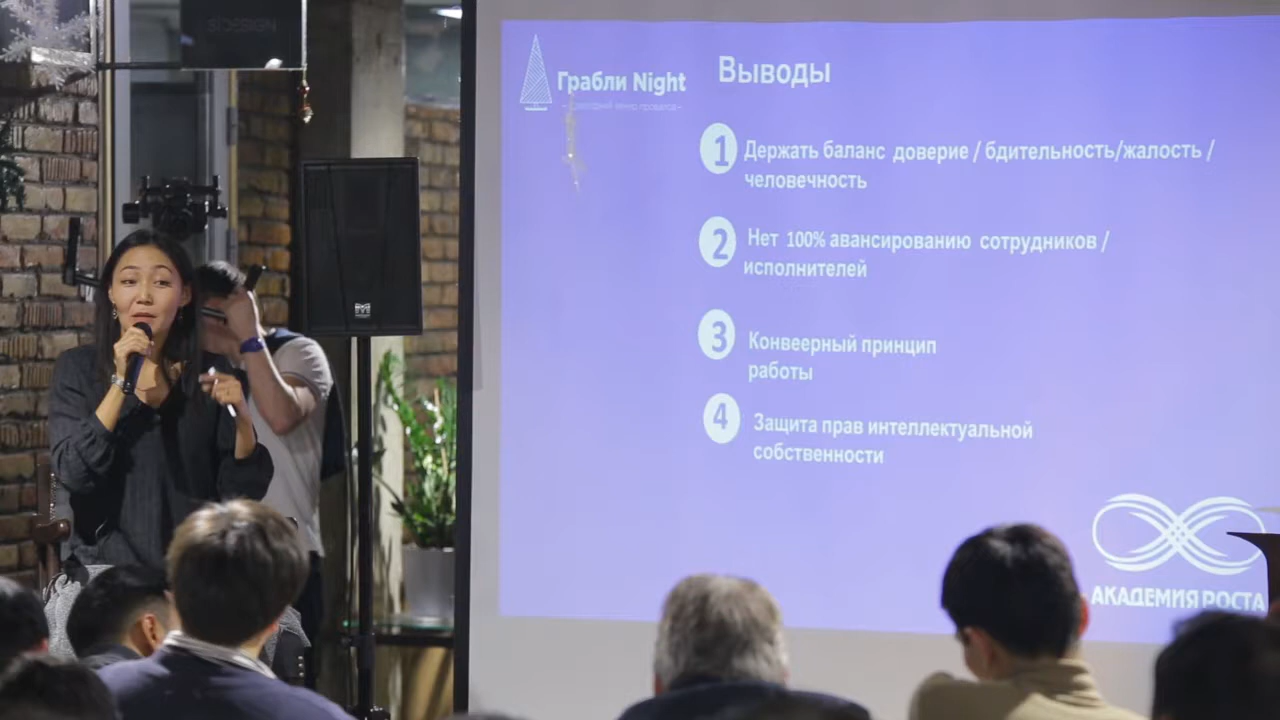 Грабли Night
Выводы
1 Держать баланс доверие / бдительность/жалость /
человечность
2 Нет 100% авансированию сотрудников /
исполнителей
3 Конвеерный принцип
работы
4 Защита прав интеллектуальной
собственности
АКАДЕМИЯ РОСТА